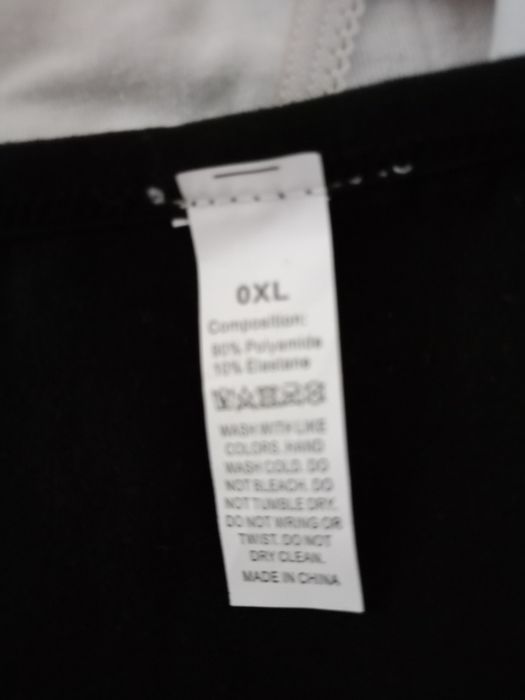 0XL
Composition:
90% Polyamide
10% Elastane
WASH WITH LIKE
COLORS. HAND
WASH COLD. DO
NOT BLEACH. DO
NOT TUMBLE DRY.
DO NOT WRING OR
TWIST. DO NOT
DRY CLEAN.
MADE IN CHINA